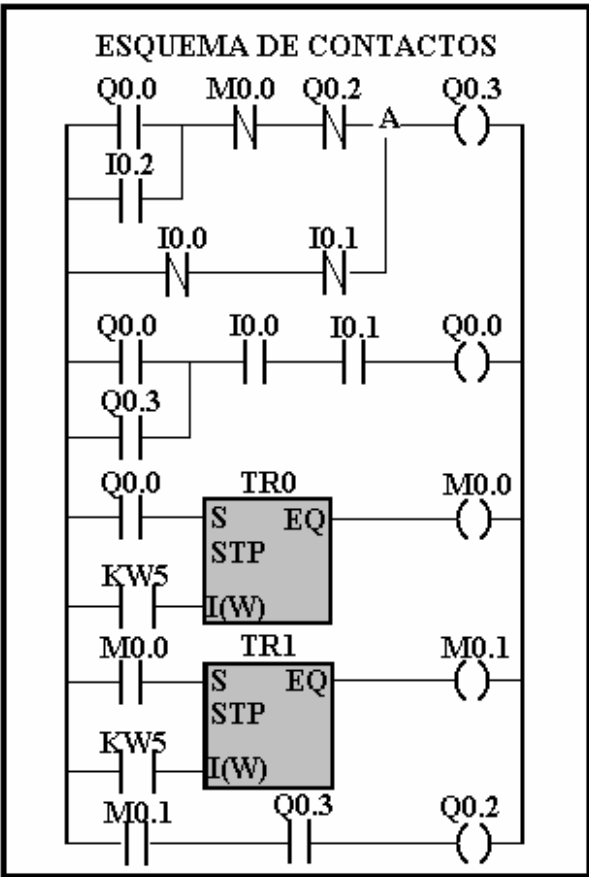 ESQUEMA DE CONTACTOS
Q0.0 M0.0 Q0.2 Q0.3
A
I0.2
I0.0 I0.1
Q0.0 I0.0 I0.1 Q0.0
Q0.3
Q0.0 TR0 M0.0
S EQ
STP
KW5
I(W)
M0.0 TR1 M0.1
S EQ
STP
KW5
I(W)
M0.1 Q0.3 Q0.2